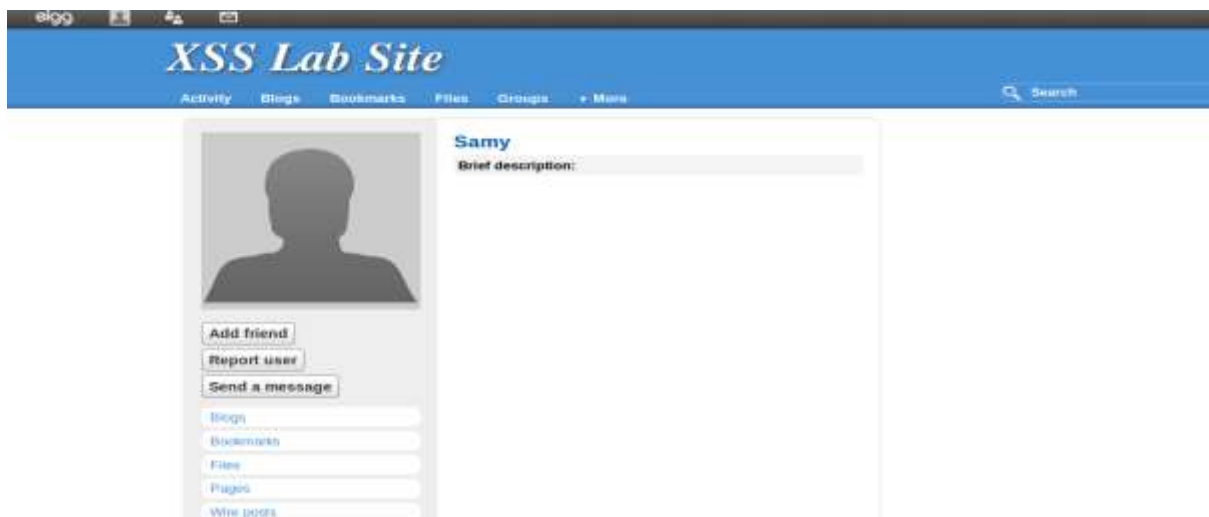 elgg
XSS Lab Site
Activity Blogs Bookmarks Files Groups More
Search
Samy
Brief description:
Add friend
Report user
Send a message
Blogs
Bookmarks
Files
Pages
Wire posts